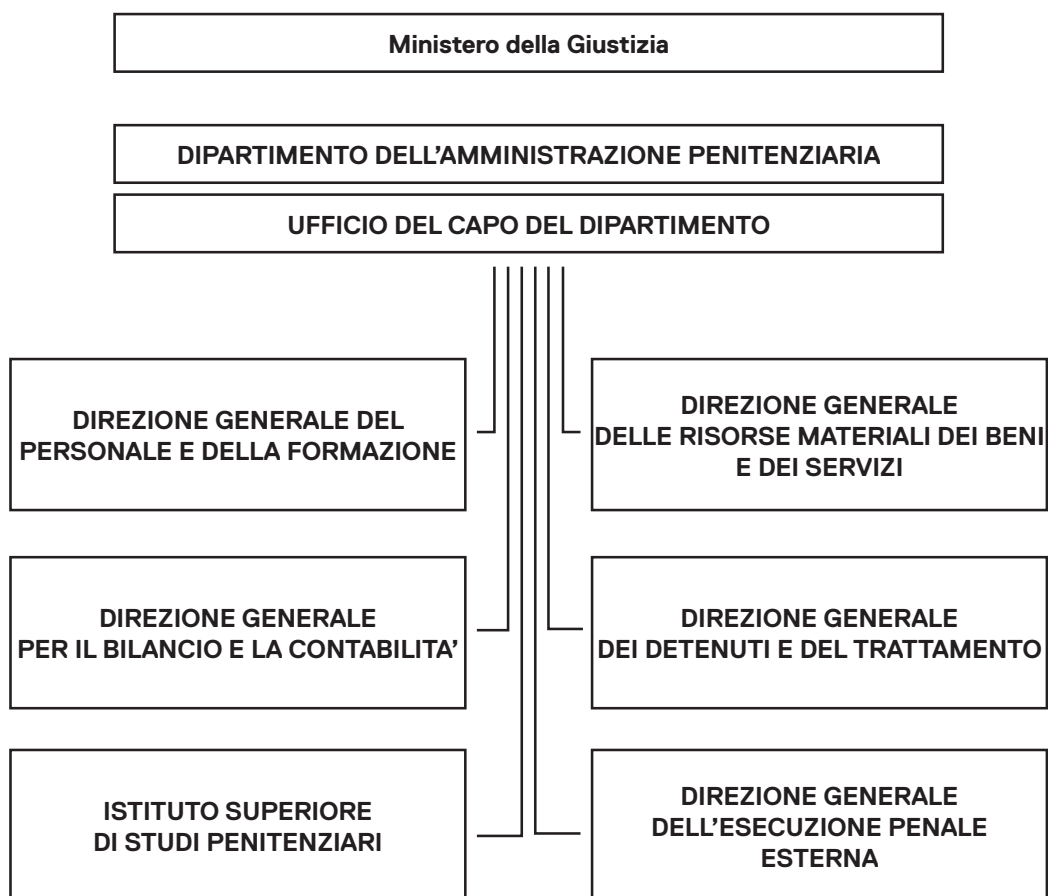 Ministero della Giustizia
DIPARTIMENTO DELL’AMMINISTRAZIONE PENITENZIARIA
UFFICIO DEL CAPO DEL DIPARTIMENTO
DIREZIONE GENERALE DEL
PERSONALE E DELLA FORMAZIONE
DIREZIONE GENERALE
DELLE RISORSE MATERIALI DEI BENI
E DEI SERVIZI
DIREZIONE GENERALE
PER IL BILANCIO E LA CONTABILITA’
DIREZIONE GENERALE
DEI DETENUTI E DEL TRATTAMENTO
ISTITUTO SUPERIORE
DI STUDI PENITENZIARI
DIREZIONE GENERALE
DELL’ESECUZIONE PENALE
ESTERNA